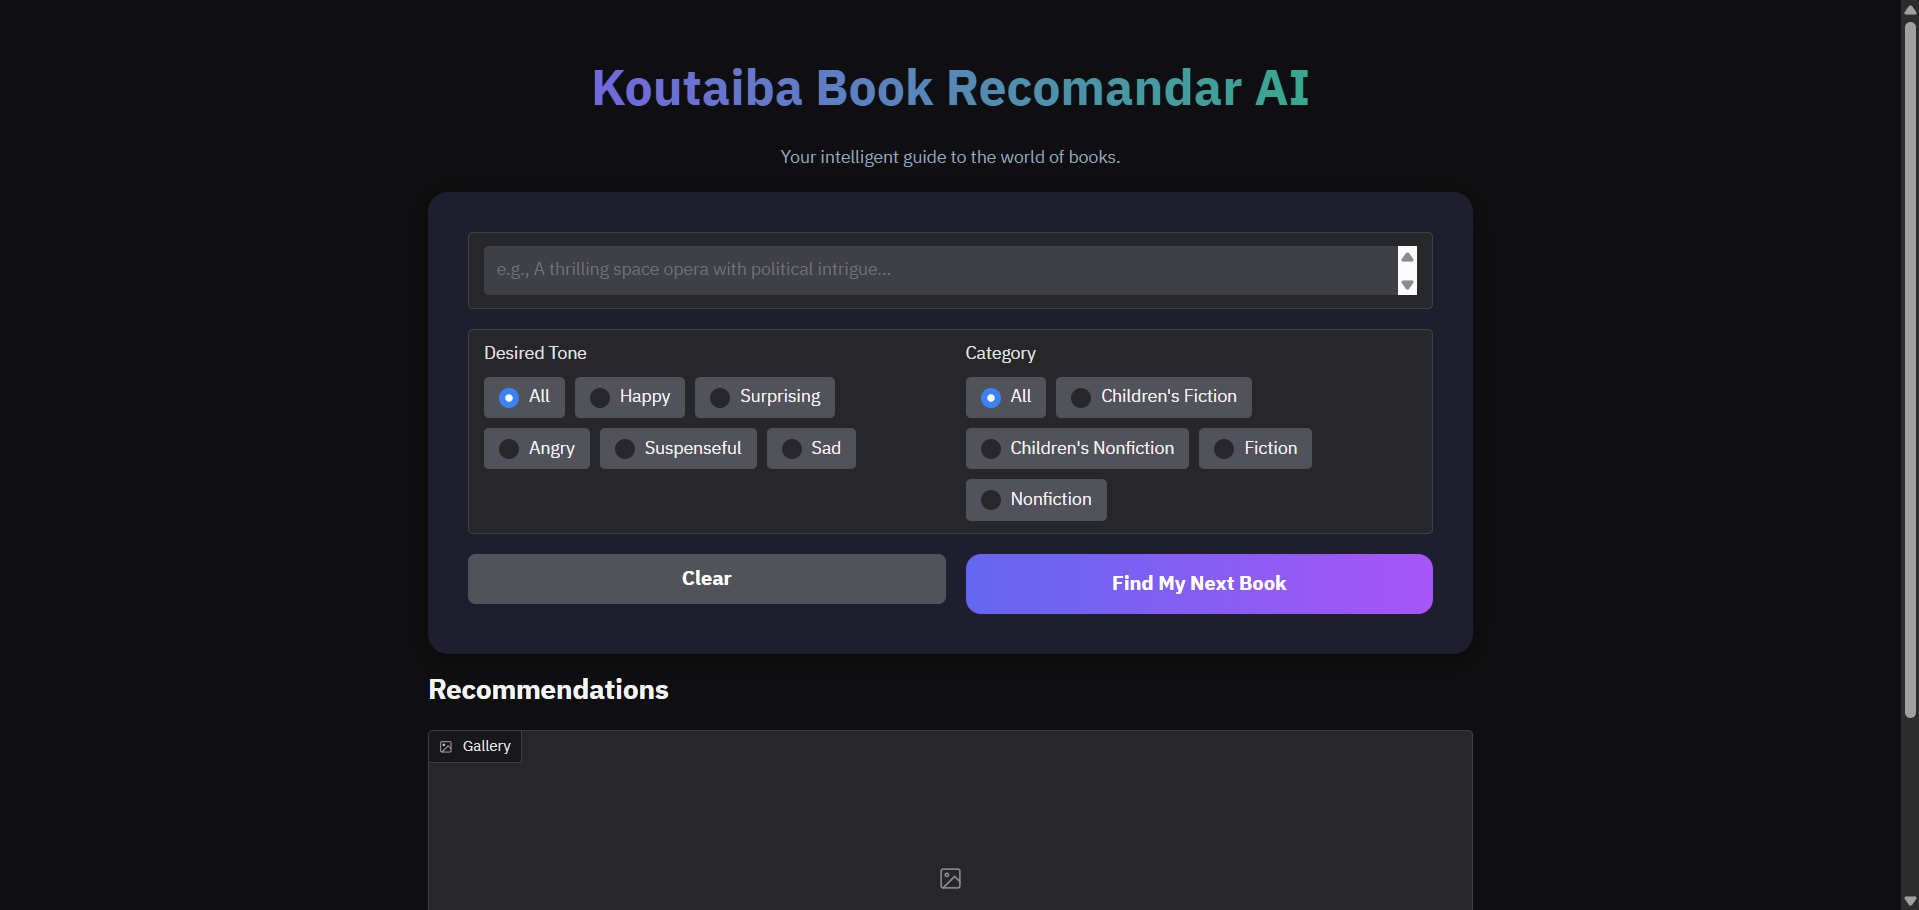 Koutaiba Book Recomandar AI
Your intelligent guide to the world of books.
e.g., A thrilling space opera with political intrigue...
Desired Tone
All Happy Surprising
Angry Suspenseful Sad
Category
All Children's Fiction
Children's Nonfiction Fiction
Nonfiction
Clear
Find My Next Book
Recommendations
Gallery